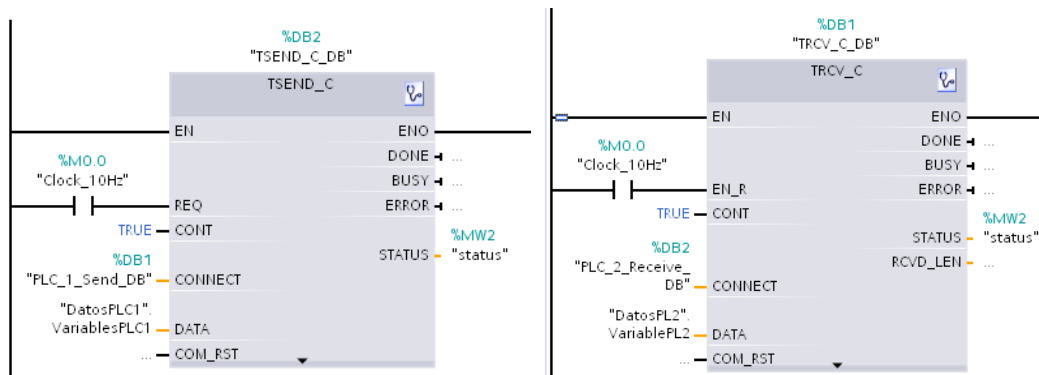 %DB2
"TSEND_C_DB"
TSEND_C
EN
ENO
DONE
...
%M0.0
"Clock_10Hz"
BUSY
...
REQ
ERROR
...
TRUE
CONT
%MW2
STATUS
"status"
%DB1
"PLC_1_Send_DB"
CONNECT
"DatosPLC1".
VariablesPLC1
DATA
...
COM_RST
%DB1
"TRCV_C_DB"
TRCV_C
EN
ENO
DONE
...
%M0.0
"Clock_10Hz"
BUSY
...
EN_R
ERROR
...
TRUE
CONT
%MW2
STATUS
"status"
%DB2
RCVD_LEN
...
"PLC_2_Receive_
DB"
CONNECT
"DatosPL2".
VariablePL2
DATA
...
COM_RST